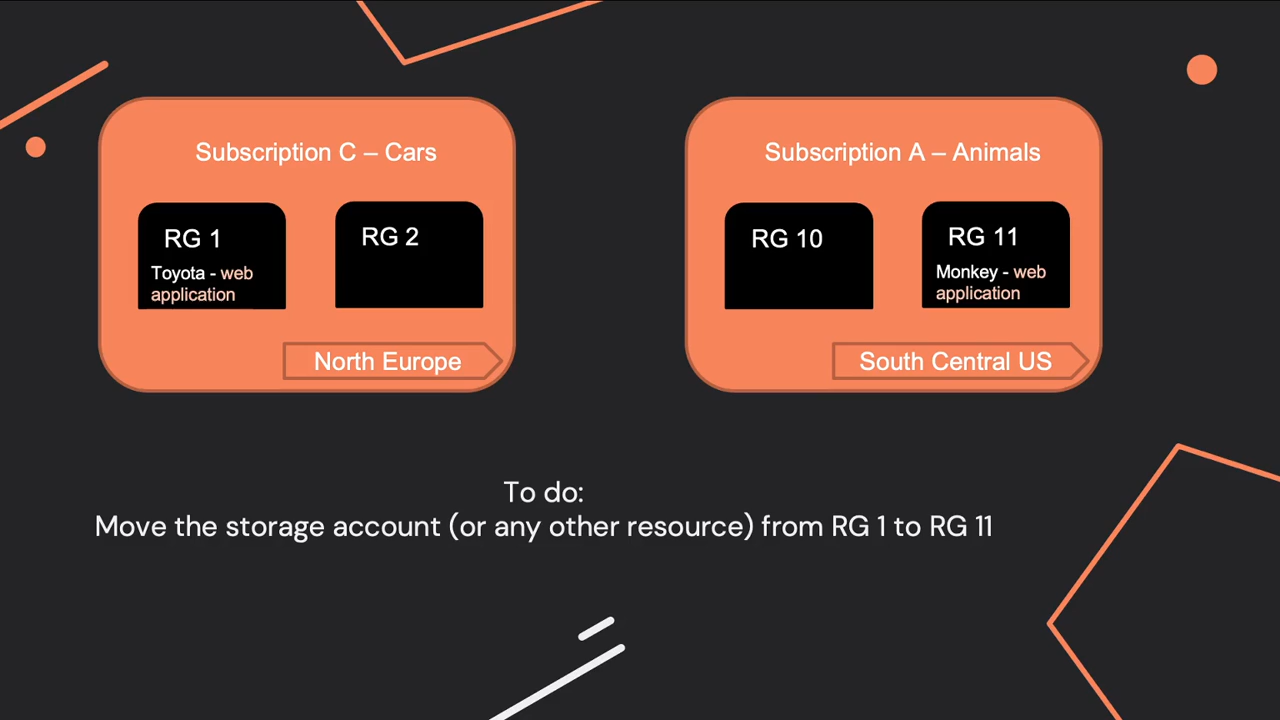 Subscription C – Cars
RG 1
Toyota - web
application
RG 2
North Europe
Subscription A – Animals
RG 10
RG 11
Monkey - web
application
South Central US
To do:
Move the storage account (or any other resource) from RG 1 to RG 11